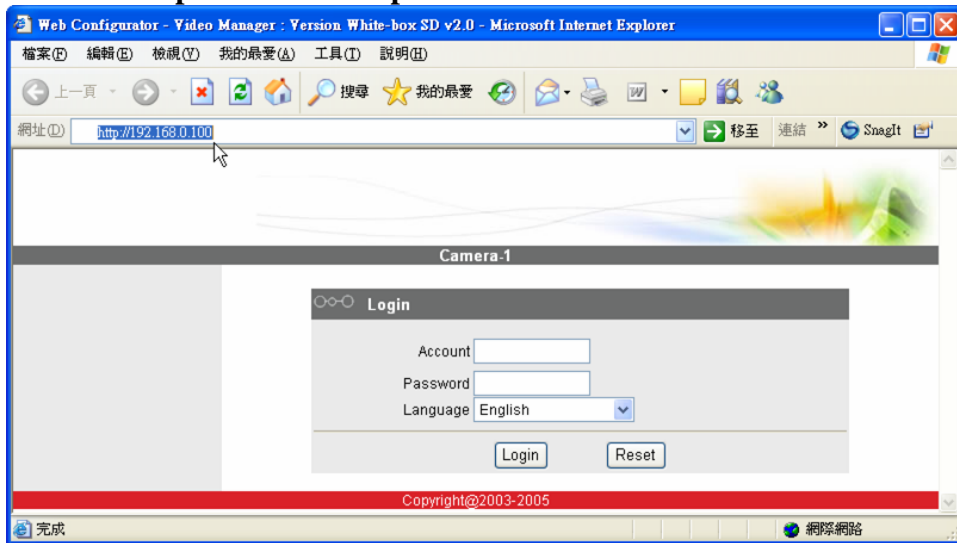 Web Configurator - Video Manager : Version White-box SD v2.0 - Microsoft Internet Explorer
檔案(F) 編輯(E) 檢視(V) 我的最愛(A) 工具(T) 說明(H)
上一頁 搜尋 我的最愛
網址(D) http://192.168.0.100 移至 連結 » SnagIt
Camera-1
Login
Account
Password
Language English
Login Reset
Copyright@2003-2005
完成 網際網路